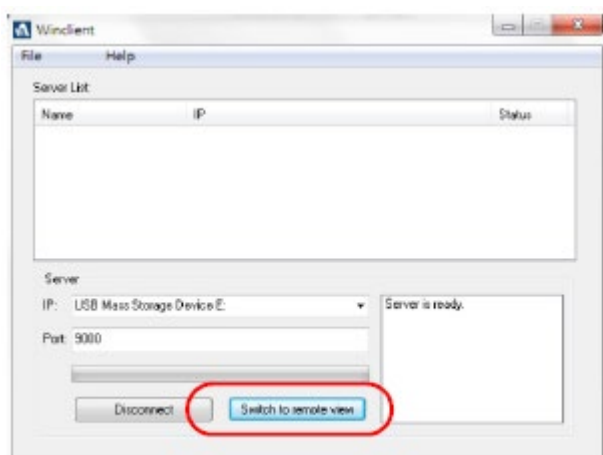 Winclient
File Help
Server List:
Name IP Status
Server
IP: USB Mass Storage Device E:
Server is ready.
Port: 9000
Disconnect
Switch to remote view